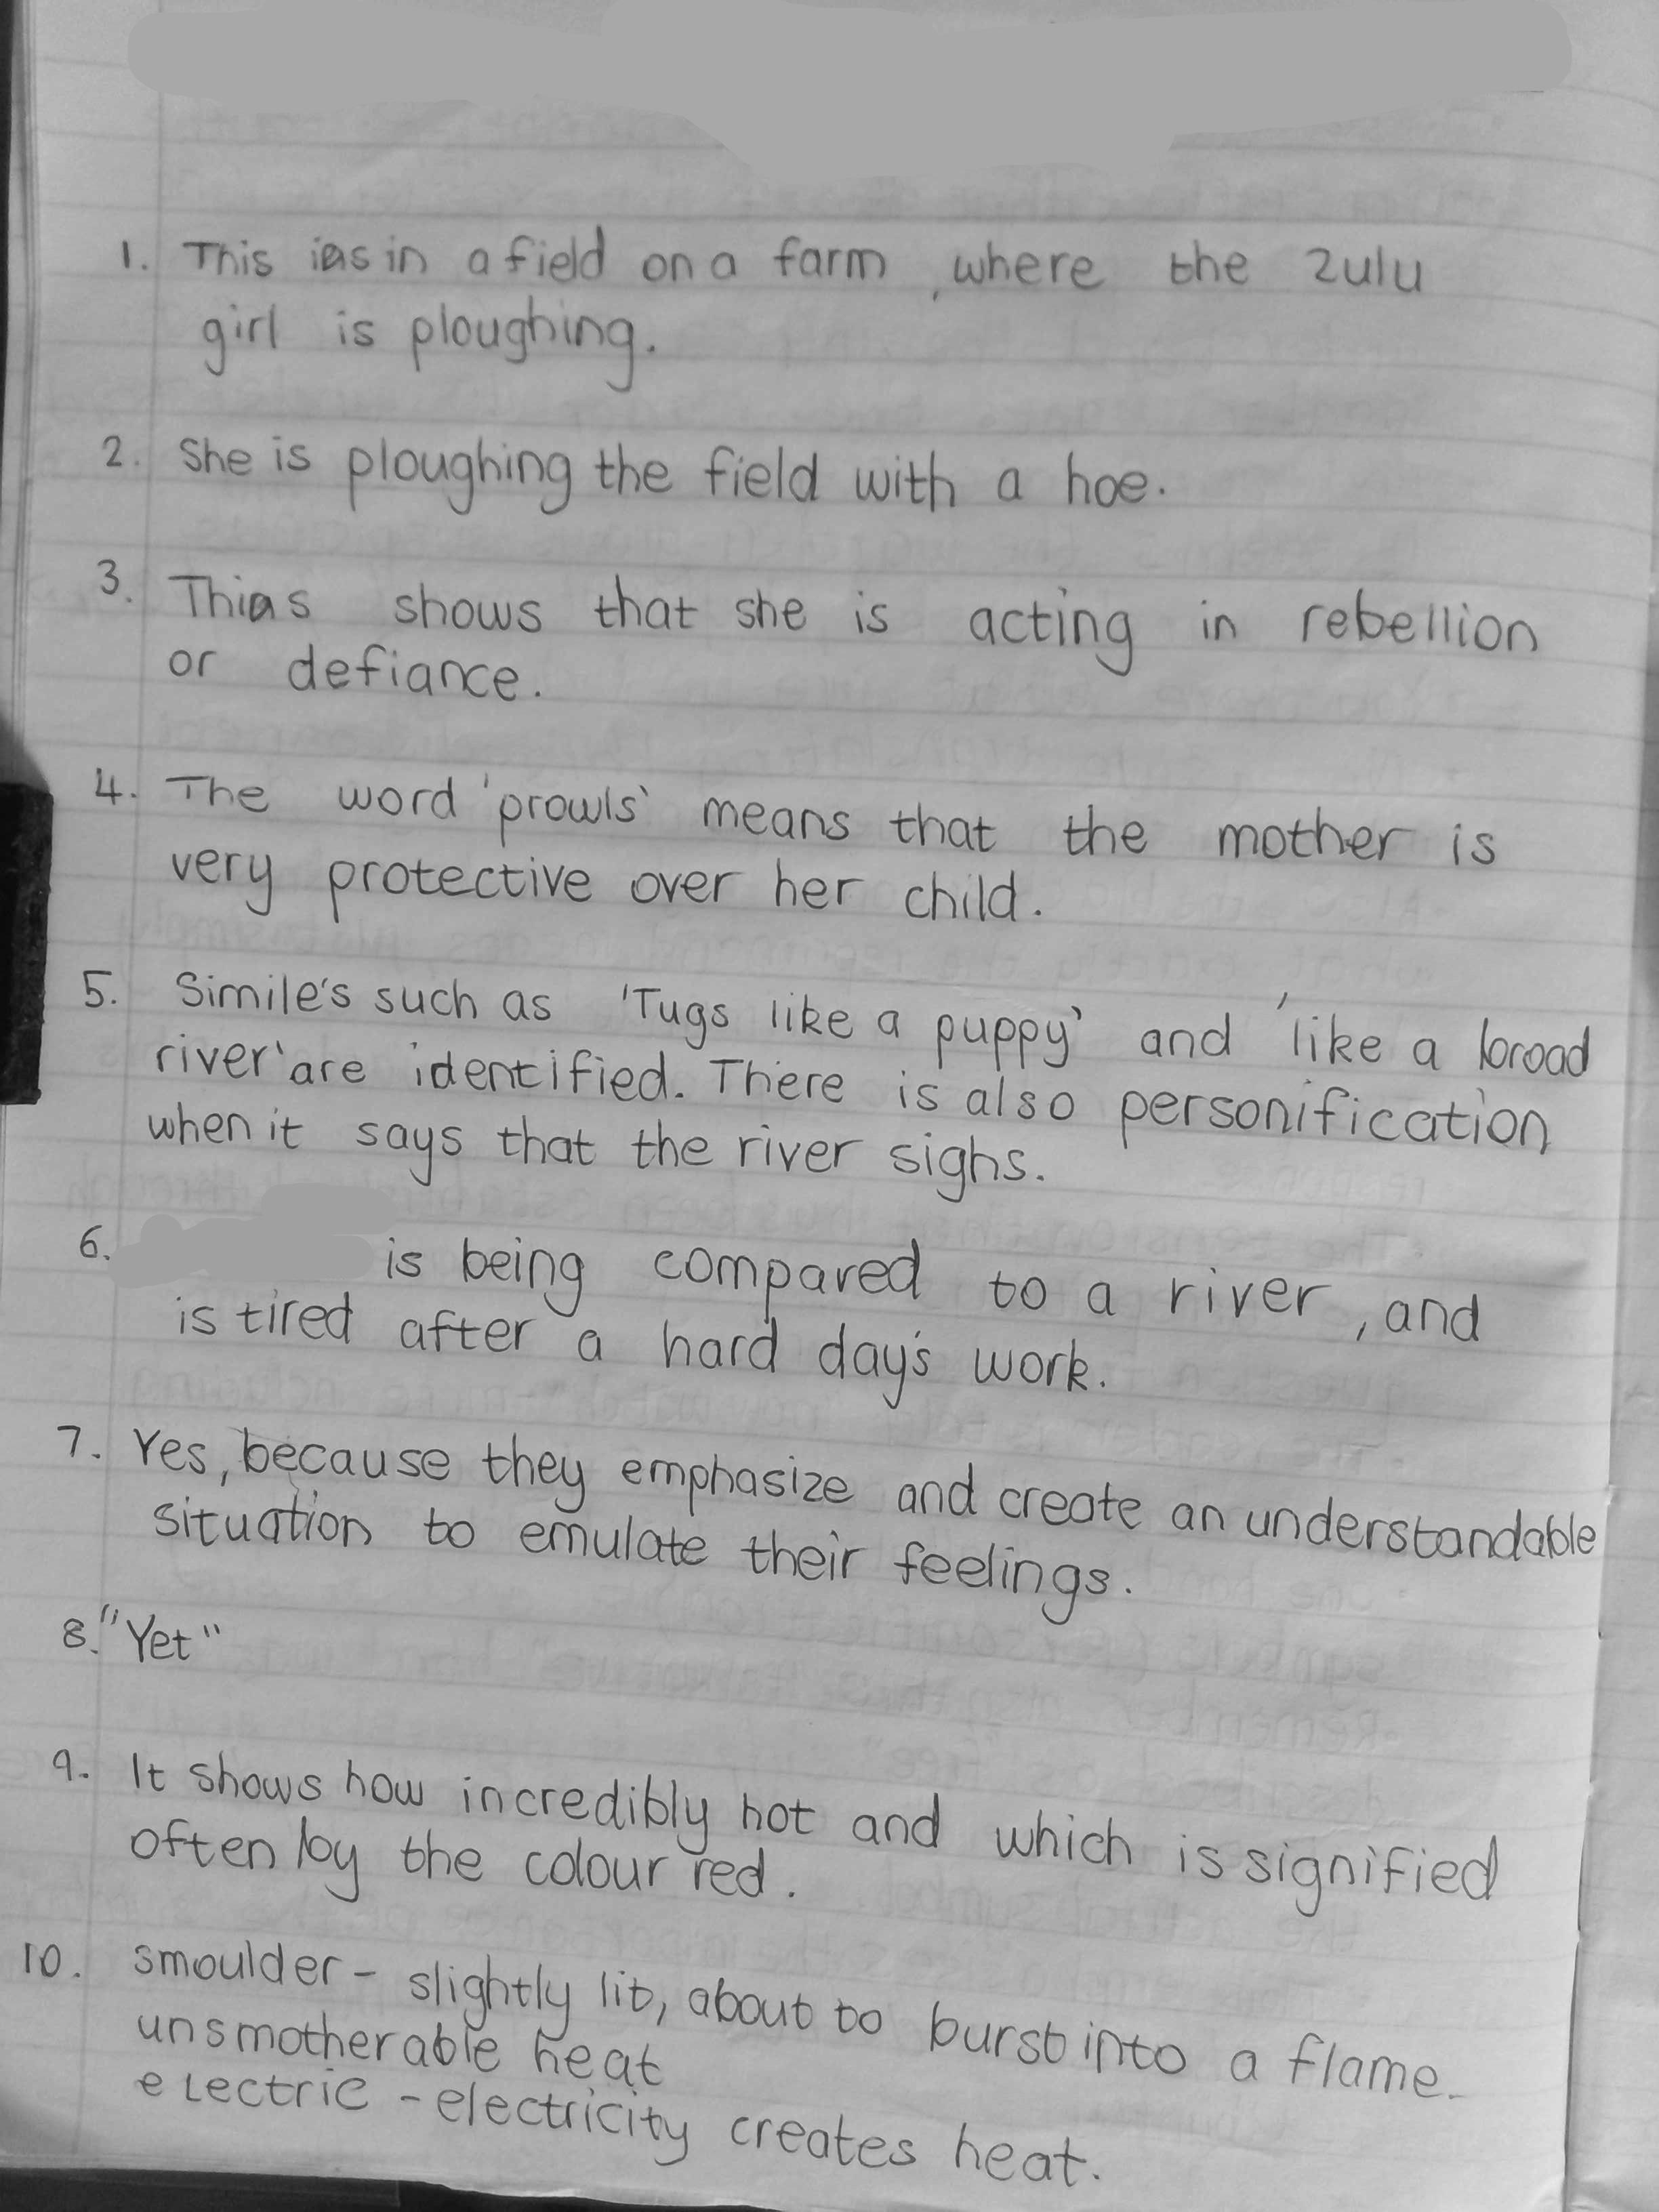 1. This is in a field on a farm, where the Zulu
girl is ploughing.
2. She is ploughing the field with a hoe.
3. This shows that she is acting in rebellion
or defiance.
4. The word 'prowls' means that the mother is
very protective over her child.
5. Simile's such as 'Tugs like a puppy' and 'like a broad
river' are identified. There is also personification
when it says that the river sighs.
6. is being compared to a river, and
is tired after a hard day's work.
7. Yes, because they emphasize and create an understandable
situation to emulate their feelings.
8. "Yet"
9. It shows how incredibly hot and which is signified
often by the colour red.
10. smoulder - slightly lit, about to burst into a flame.
unsmotherable heat
electric - electricity creates heat.